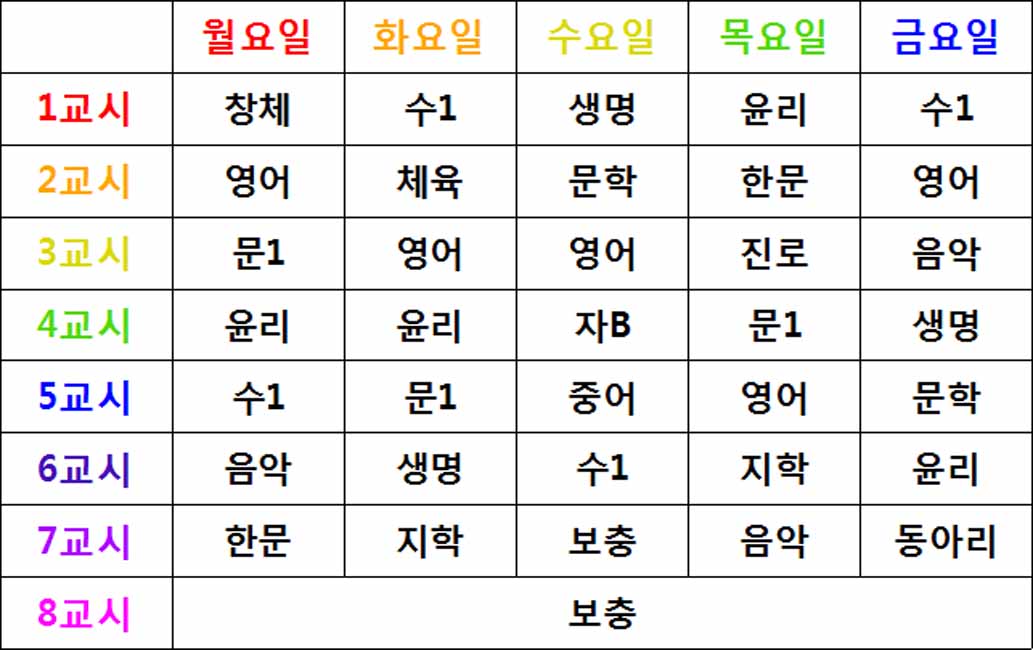 월요일 화요일 수요일 목요일 금요일
1교시 창체 수1 생명 윤리 수1
2교시 영어 체육 문학 한문 영어
3교시 문1 영어 영어 진로 음악
4교시 윤리 윤리 자B 문1 생명
5교시 수1 문1 중어 영어 문학
6교시 음악 생명 수1 지학 윤리
7교시 한문 지학 보충 음악 동아리
8교시 보충